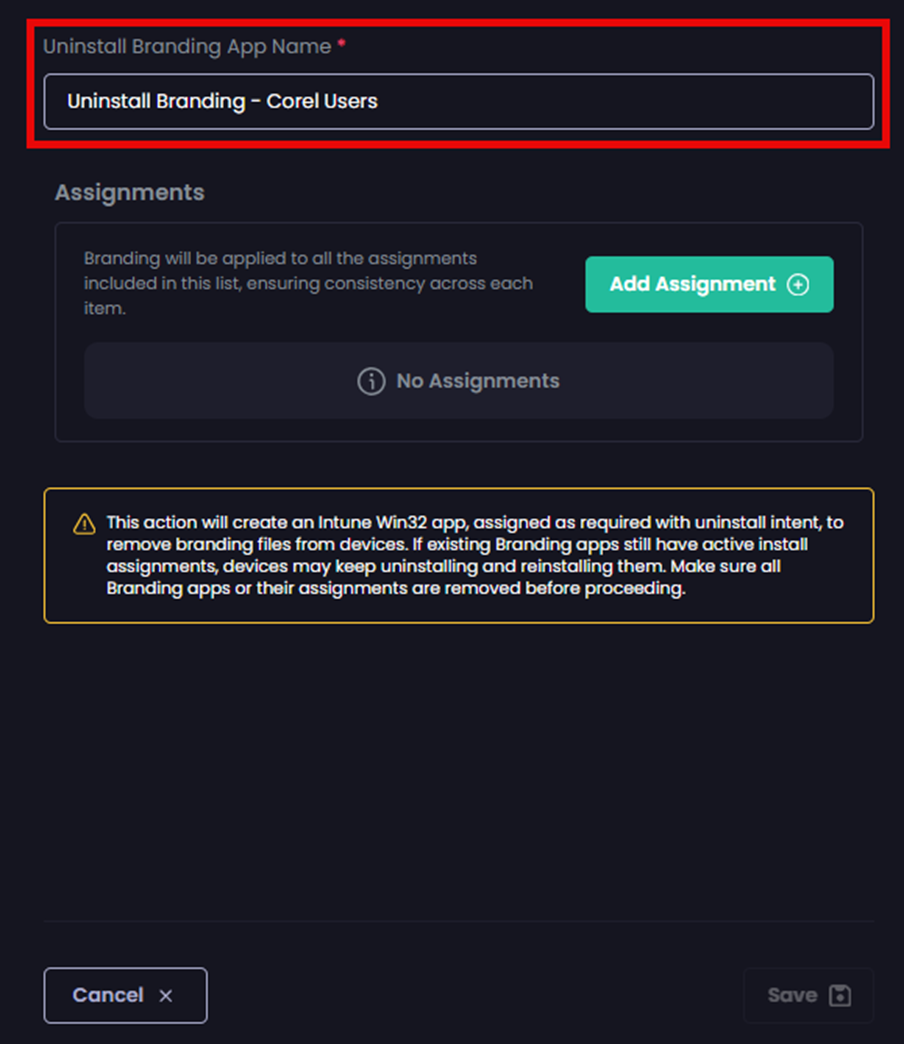 Uninstall Branding App Name *
Uninstall Branding - Corel Users
Assignments
Branding will be applied to all the assignments
included in this list, ensuring consistency across each
item.
Add Assignment
No Assignments
This action will create an Intune Win32 app, assigned as required with uninstall intent, to
remove branding files from devices. If existing Branding apps still have active install
assignments, devices may keep uninstalling and reinstalling them. Make sure all
Branding apps or their assignments are removed before proceeding.
Cancel
Save